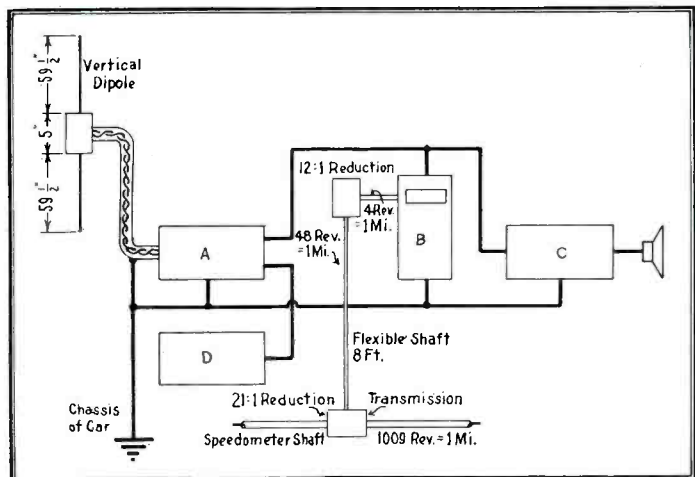 59 1/2"
Vertical
Dipole
5"
59 1/2"
12:1 Reduction
4 Rev.
=1 Mi.
48 Rev.
=1 Mi.
A
B
C
D
Flexible Shaft
8 Ft.
21:1 Reduction
Transmission
Chassis
of Car
Speedometer Shaft
1009 Rev. = 1 Mi.